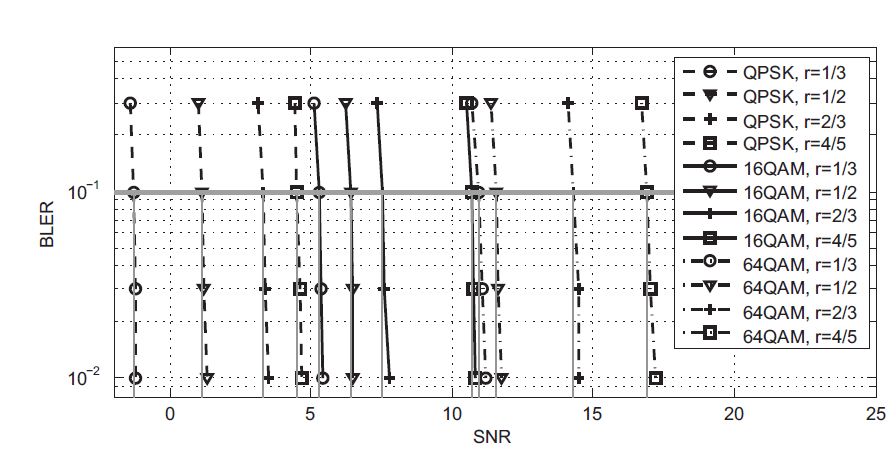 QPSK, r=1/3
QPSK, r=1/2
QPSK, r=2/3
QPSK, r=4/5
16QAM, r=1/3
16QAM, r=1/2
16QAM, r=2/3
16QAM, r=4/5
64QAM, r=1/3
64QAM, r=1/2
64QAM, r=2/3
64QAM, r=4/5
10⁻¹
BLER
10⁻²
0 5 10 15 20 25
SNR